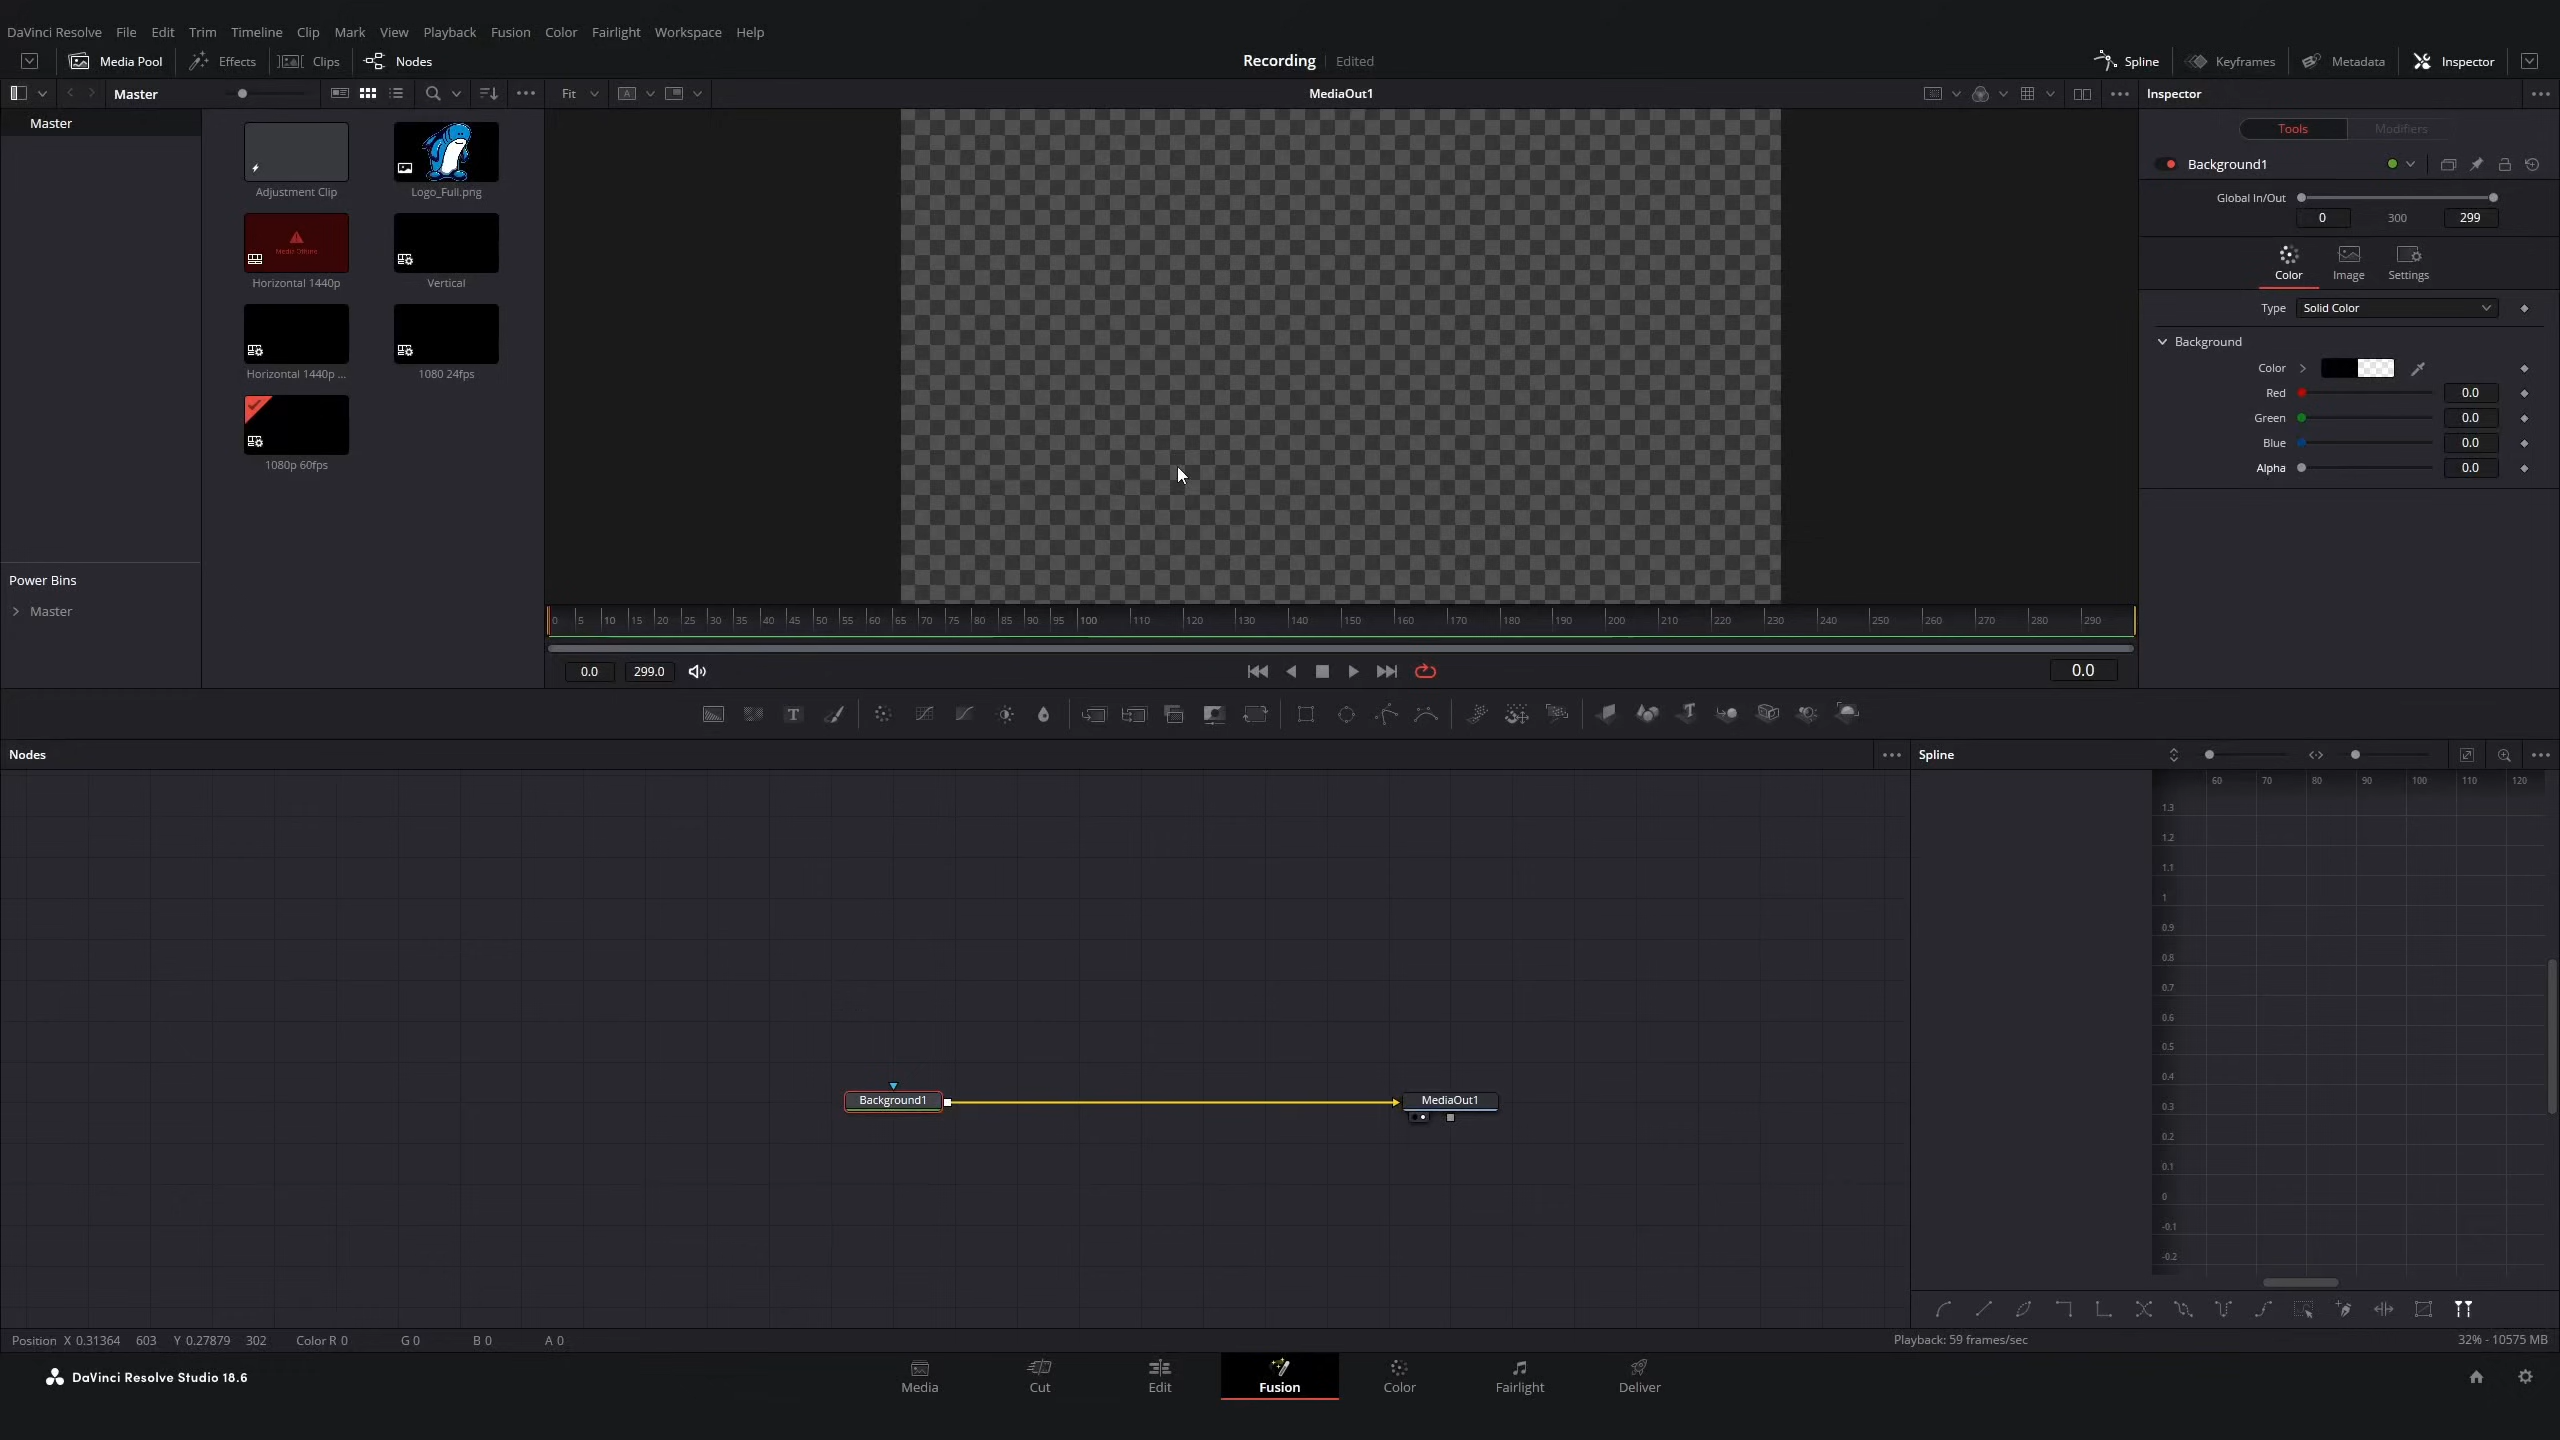 DaVinci Resolve File Edit Trim Timeline Clip Mark View Playback Fusion Color Fairlight Workspace Help
Media Pool Effects Clips Nodes Recording Edited Spline Keyframes Metadata Inspector
Master Fit MediaOut1 Inspector
Master
Tools Modifiers
Adjustment Clip Logo_Full.png
Background1
Global In/Out
0 300 299
Horizontal 1440p Vertical
Color Image Settings
Type Solid Color
Background
Horizontal 1440p ... 1080 24fps
Color
Red 0.0
Green 0.0
Blue 0.0
Alpha 0.0
1080p 60fps
Power Bins
Master
0 5 10 15 20 25 30 35 40 45 50 55 60 65 70 75 80 85 90 95 100 110 120 130 140 150 160 170 180 190 200 210 220 230 240 250 260 270 280 290
0.0 299.0 0.0
Nodes Spline
60 70 80 90 100 110 120
1.3
1.2
1.1
1
0.9
0.8
0.7
0.6
0.5
0.4
0.3
0.2
0.1
0
-0.1
-0.2
Background1 MediaOut1
Position X 0.31364 603 Y 0.27879 302 Color R 0 G 0 B 0 A 0 Playback: 59 frames/sec 32% - 10575 MB
DaVinci Resolve Studio 18.6
Media Cut Edit Fusion Color Fairlight Deliver